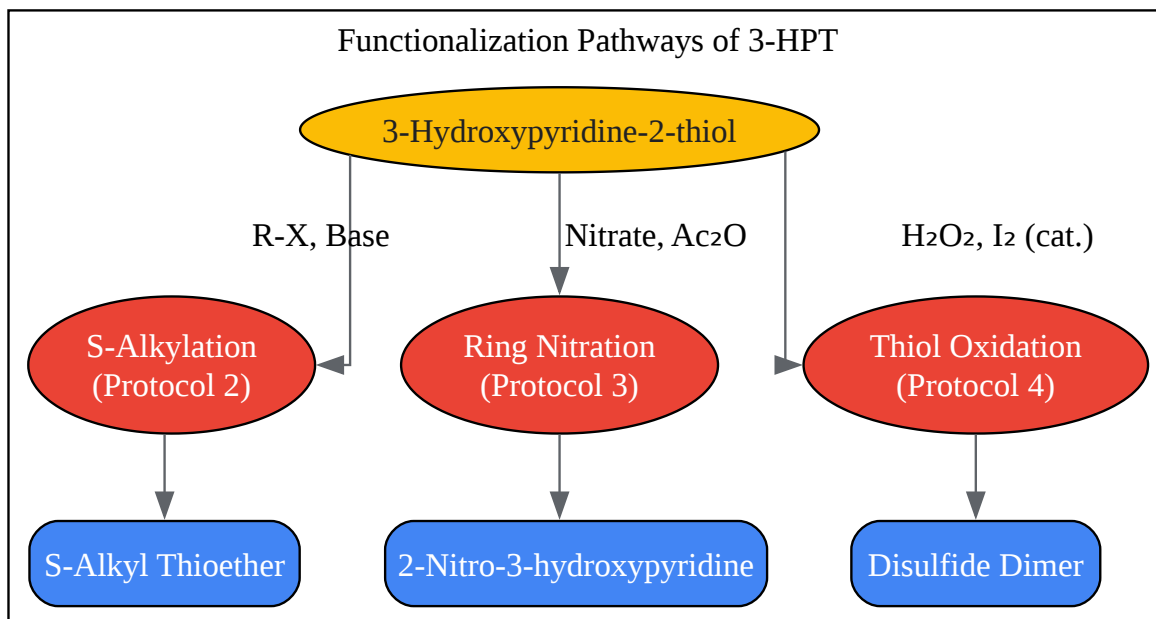 Functionalization Pathways of 3-HPT
3-Hydroxypyridine-2-thiol
R-X, Base
Nitrate, Ac₂O
H₂O₂, I₂ (cat.)
S-Alkylation
(Protocol 2)
Ring Nitration
(Protocol 3)
Thiol Oxidation
(Protocol 4)
S-Alkyl Thioether
2-Nitro-3-hydroxypyridine
Disulfide Dimer